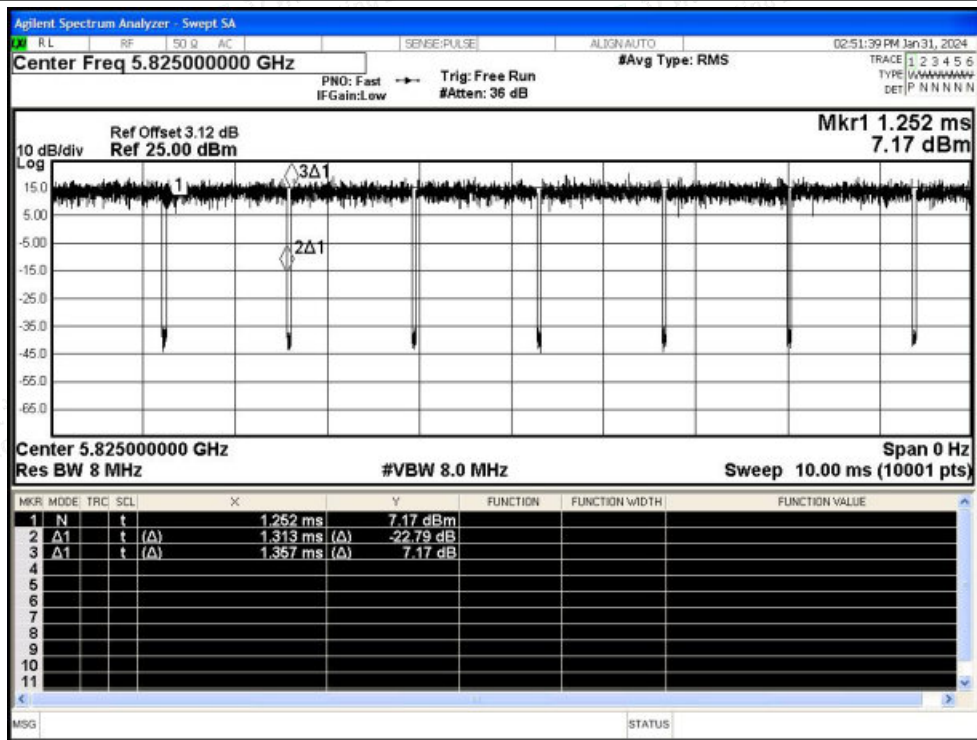 Agilent Spectrum Analyzer - Swept SA
LXI RL RF 50 Ω AC SENSE:PULSE ALIGNAUTO 02:51:39 PM Jan 31, 2024
Center Freq 5.825000000 GHz #Avg Type: RMS TRACE 1 2 3 4 5 6
PNO: Fast Trig: Free Run TYPE
IFGain:Low #Atten: 36 dB DET P N N N N N
Mkr1 1.252 ms
Ref Offset 3.12 dB
10 dB/div Ref 25.00 dBm 7.17 dBm
Log
3Δ1
15.0
1
5.00
-5.00
2Δ1
-15.0
-25.0
-35.0
-45.0
-55.0
-65.0
Center 5.825000000 GHz Span 0 Hz
Res BW 8 MHz #VBW 8.0 MHz Sweep 10.00 ms (10001 pts)
MKR MODE TRC SCL X Y FUNCTION FUNCTION WIDTH FUNCTION VALUE
1 N t 1.252 ms 7.17 dBm
2 Δ1 t (Δ) 1.313 ms (Δ) -22.79 dB
3 Δ1 t (Δ) 1.357 ms (Δ) 7.17 dB
4
5
6
7
8
9
10
11
MSG STATUS